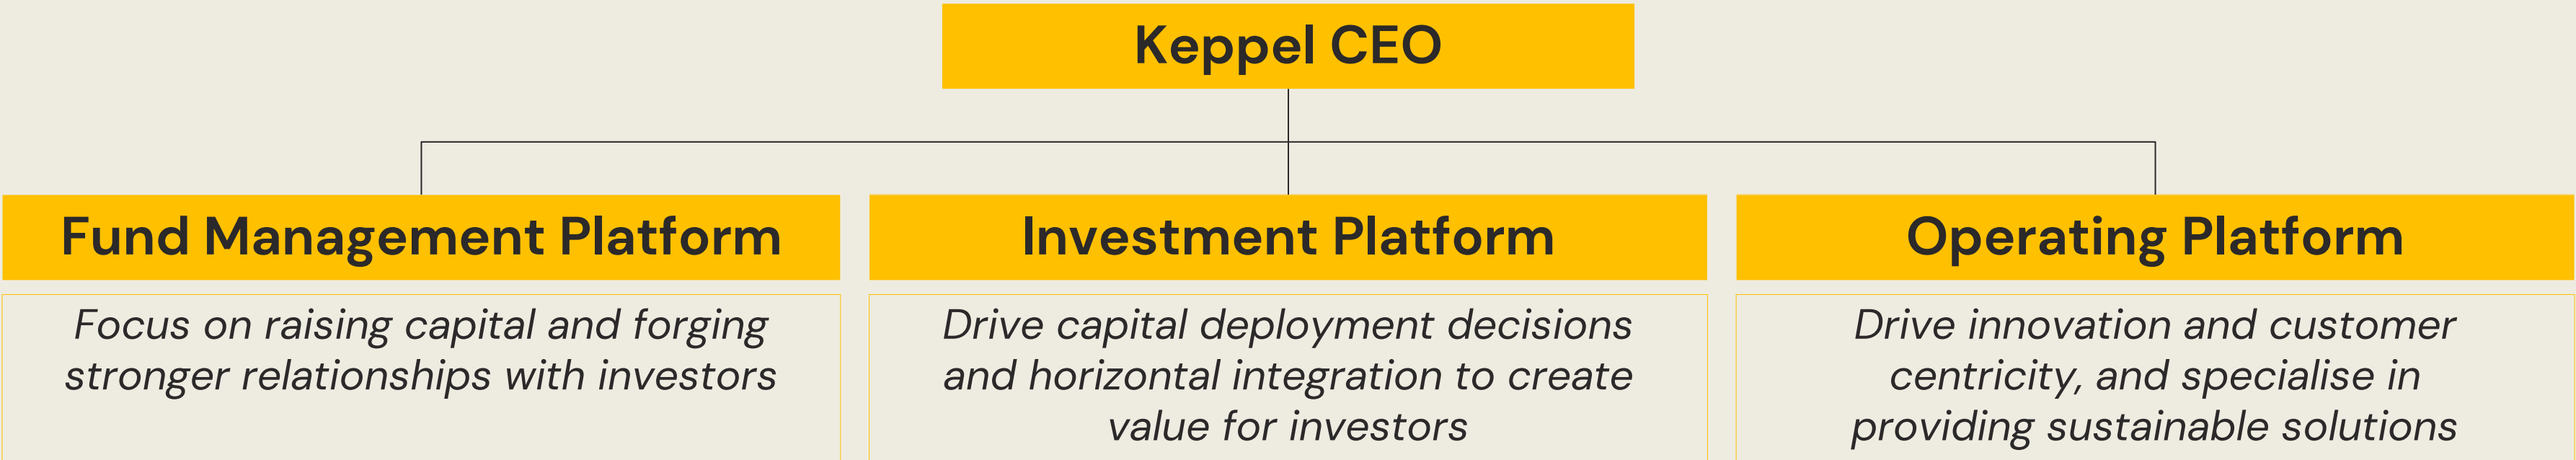 Keppel CEO
Fund Management Platform
Investment Platform
Operating Platform
Focus on raising capital and forging
stronger relationships with investors
Drive capital deployment decisions
and horizontal integration to create
value for investors
Drive innovation and customer
centricity, and specialise in
providing sustainable solutions